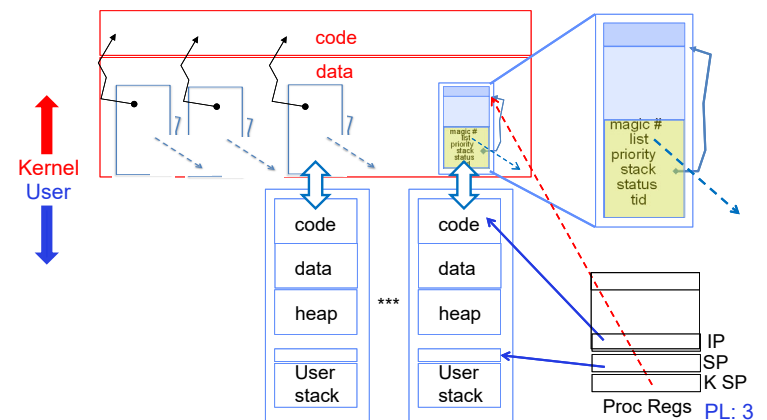 code
data
magic #
list
priority
stack
status
magic #
list
priority
stack
status
tid
Kernel
User
code
data
heap
User
stack
***
code
data
heap
User
stack
IP
SP
K SP
Proc Regs
PL: 3